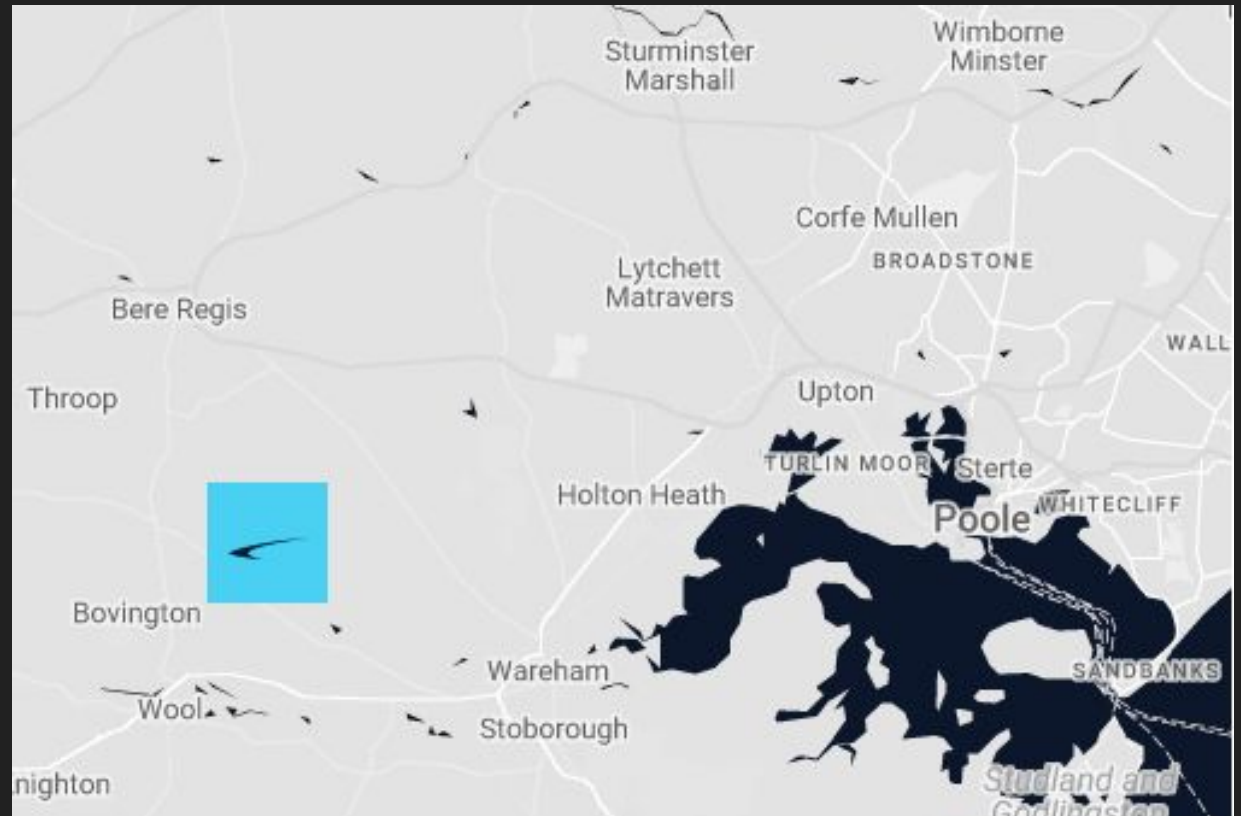 Sturminster
Marshall
Wimborne
Minster
Corfe Mullen
BROADSTONE
Lytchett
Matravers
Bere Regis
WALL
Throop
Upton
TURLIN MOOR
Sterte
Holton Heath
WHITECLIFF
Poole
Bovington
Wareham
SANDBANKS
Wool
Stoborough
nighton
Studland and
Godlingston